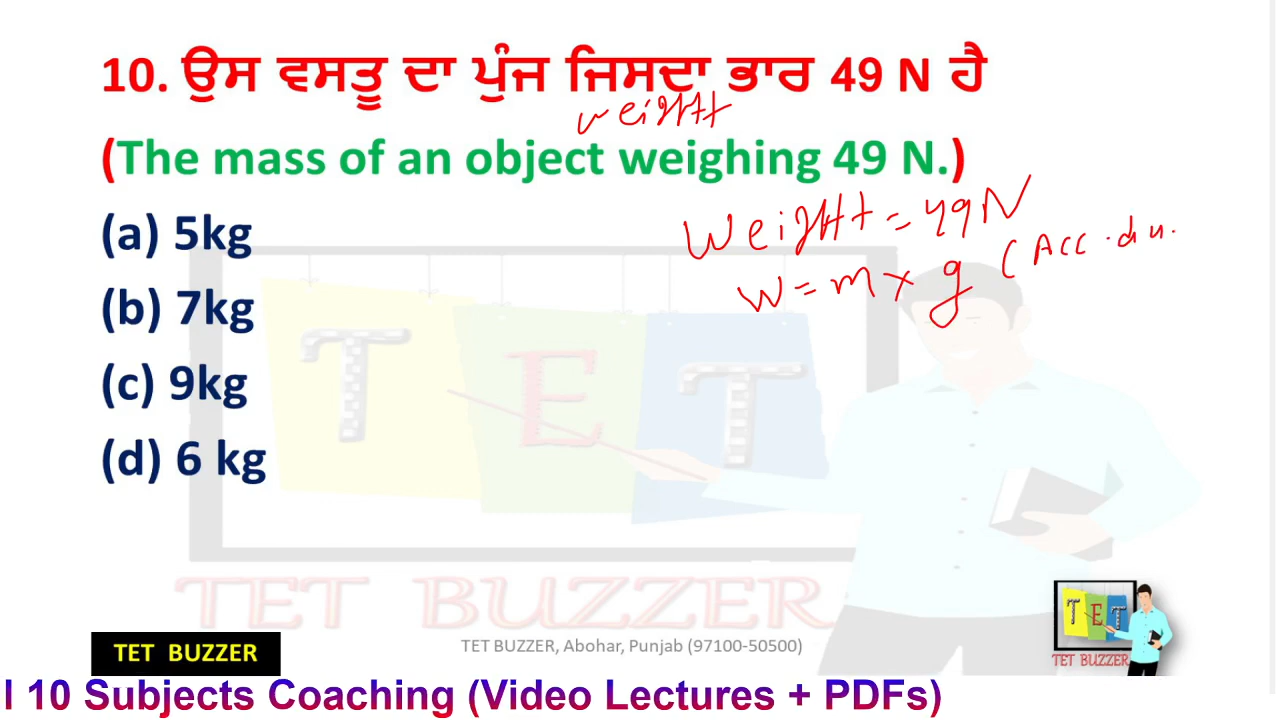 10. ਉਸ ਵਸਤੂ ਦਾ ਪੁੰਜ ਜਿਸਦਾ ਭਾਰ 49 N ਹੈ
weight
(The mass of an object weighing 49 N.)
Weight = 49N
(a) 5kg
W = m x g (Acc.
(b) 7kg
(c) 9kg
(d) 6 kg
T E T
TET BUZZER
TET
TET BUZZER
TET BUZZER
TET BUZZER, Abohar, Punjab (97100-50500)
l 10 Subjects Coaching (Video Lectures + PDFs)